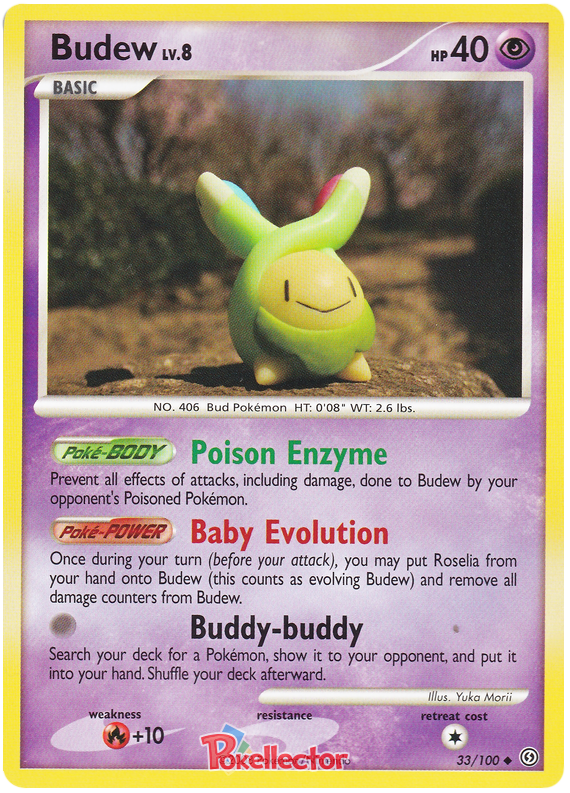 Budew LV.8
HP 40
BASIC
NO. 406 Bud Pokémon HT: 0'08" WT: 2.6 lbs.
Poké-BODY Poison Enzyme
Prevent all effects of attacks, including damage, done to Budew by your
opponent's Poisoned Pokémon.
Poké-POWER Baby Evolution
Once during your turn (before your attack), you may put Roselia from
your hand onto Budew (this counts as evolving Budew) and remove all
damage counters from Budew.
Buddy-buddy
Search your deck for a Pokémon, show it to your opponent, and put it
into your hand. Shuffle your deck afterward.
Illus. Yuka Morii
weakness resistance retreat cost
+10
Pokellector
33/100